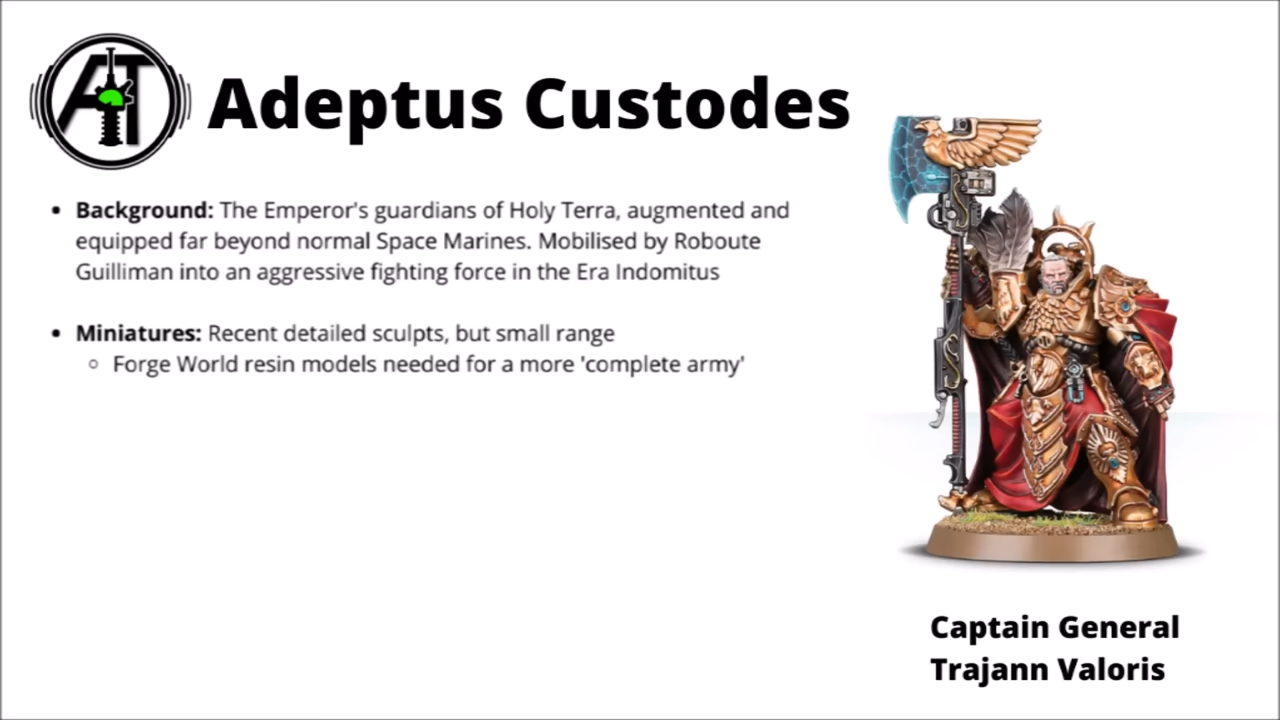 AT
Adeptus Custodes
• Background: The Emperor's guardians of Holy Terra, augmented and
equipped far beyond normal Space Marines. Mobilised by Roboute
Guilliman into an aggressive fighting force in the Era Indomitus
• Miniatures: Recent detailed sculpts, but small range
○ Forge World resin models needed for a more 'complete army'
Captain General
Trajann Valoris